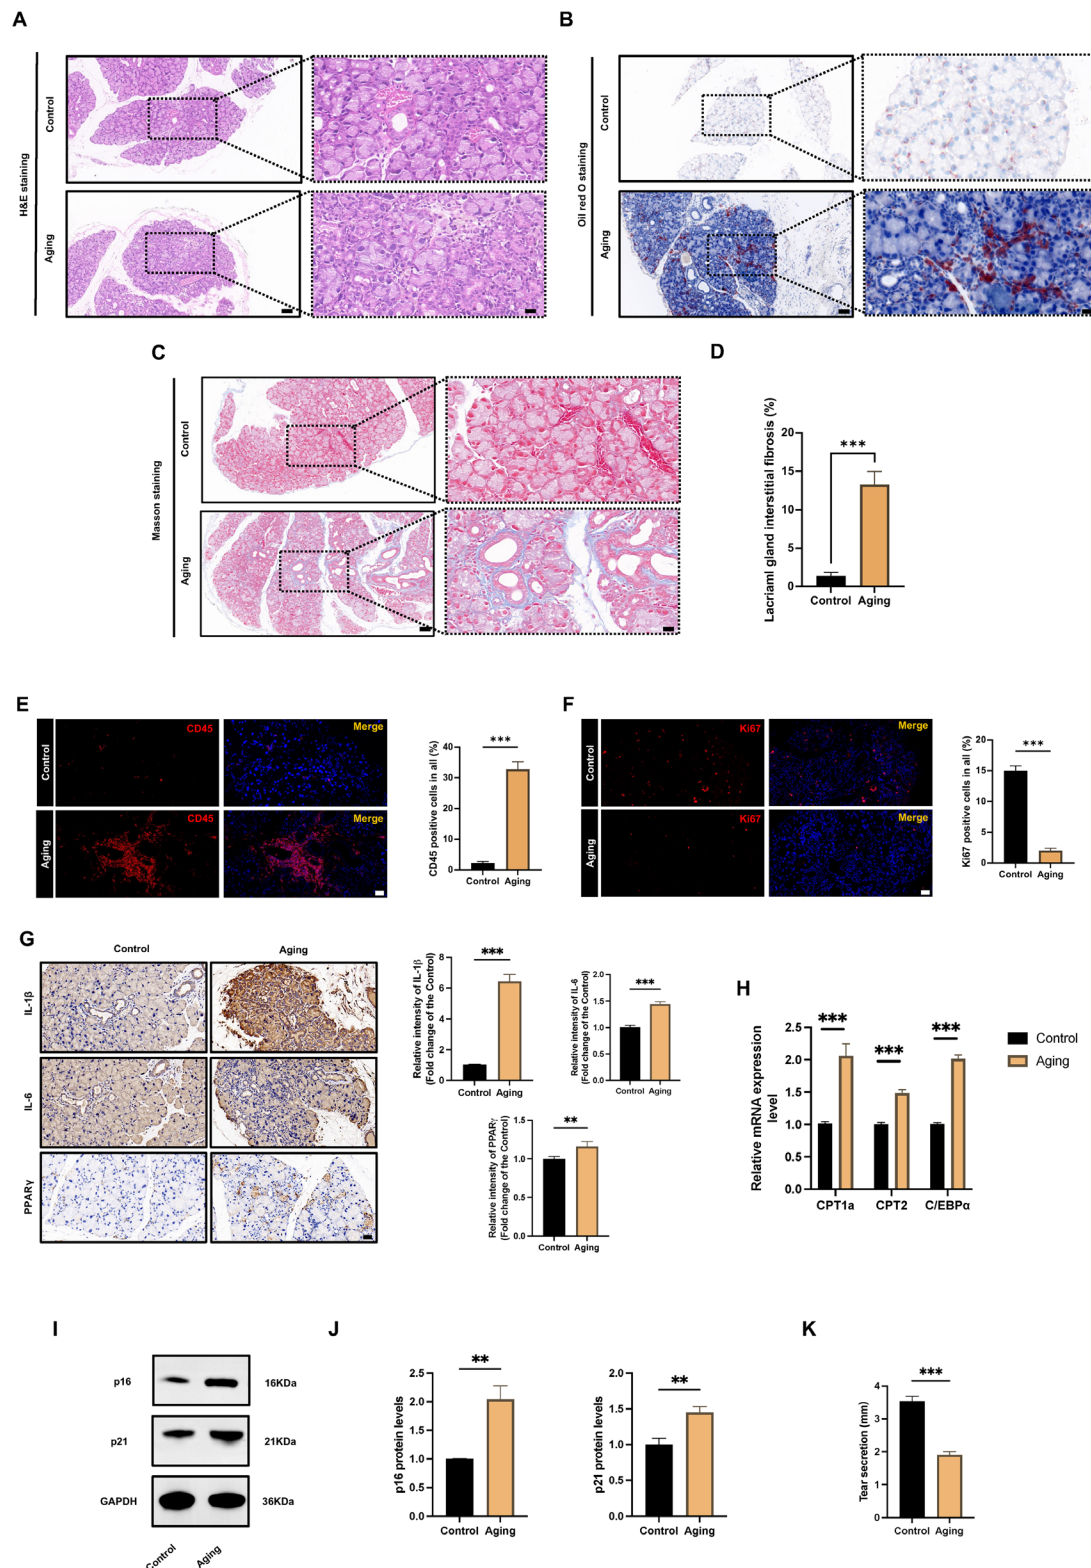 A
H&E staining
Control
Aging
B
Oil red O staining
Control
Aging
C
Masson staining
Control
Aging
D
Lacriaml gland interstitial fibrosis (%)
20
15
10
5
0
***
Control Aging
E
Control
CD45
Merge
Aging
CD45
Merge
CD45 positive cells in all (%)
40
30
20
10
0
***
Control Aging
F
Control
Ki67
Merge
Aging
Ki67
Merge
Ki67 positive cells in all (%)
20
15
10
5
0
***
Control Aging
G
Control
Aging
IL-1β
IL-6
PPARγ
Relative intensity of IL-1β
(Fold change of the Control)
8
6
4
2
0
***
Control Aging
Relative intensity of IL-6
(Fold change of the Control)
2.0
1.5
1.0
0.5
0.0
***
Control Aging
Relative intensity of PPARγ
(Fold change of the Control)
1.5
1.0
0.5
0.0
**
Control Aging
H
Relative mRNA expression
level
2.5
2.0
1.5
1.0
0.5
0.0
***
***
***
CPT1a CPT2 C/EBPα
Control
Aging
I
p16
16KDa
p21
21KDa
GAPDH
36KDa
Control
Aging
J
p16 protein levels
2.5
2.0
1.5
1.0
0.5
0.0
**
Control Aging
p21 protein levels
2.0
1.5
1.0
0.5
0.0
**
Control Aging
K
Tear secretion (mm)
4
3
2
1
0
***
Control Aging